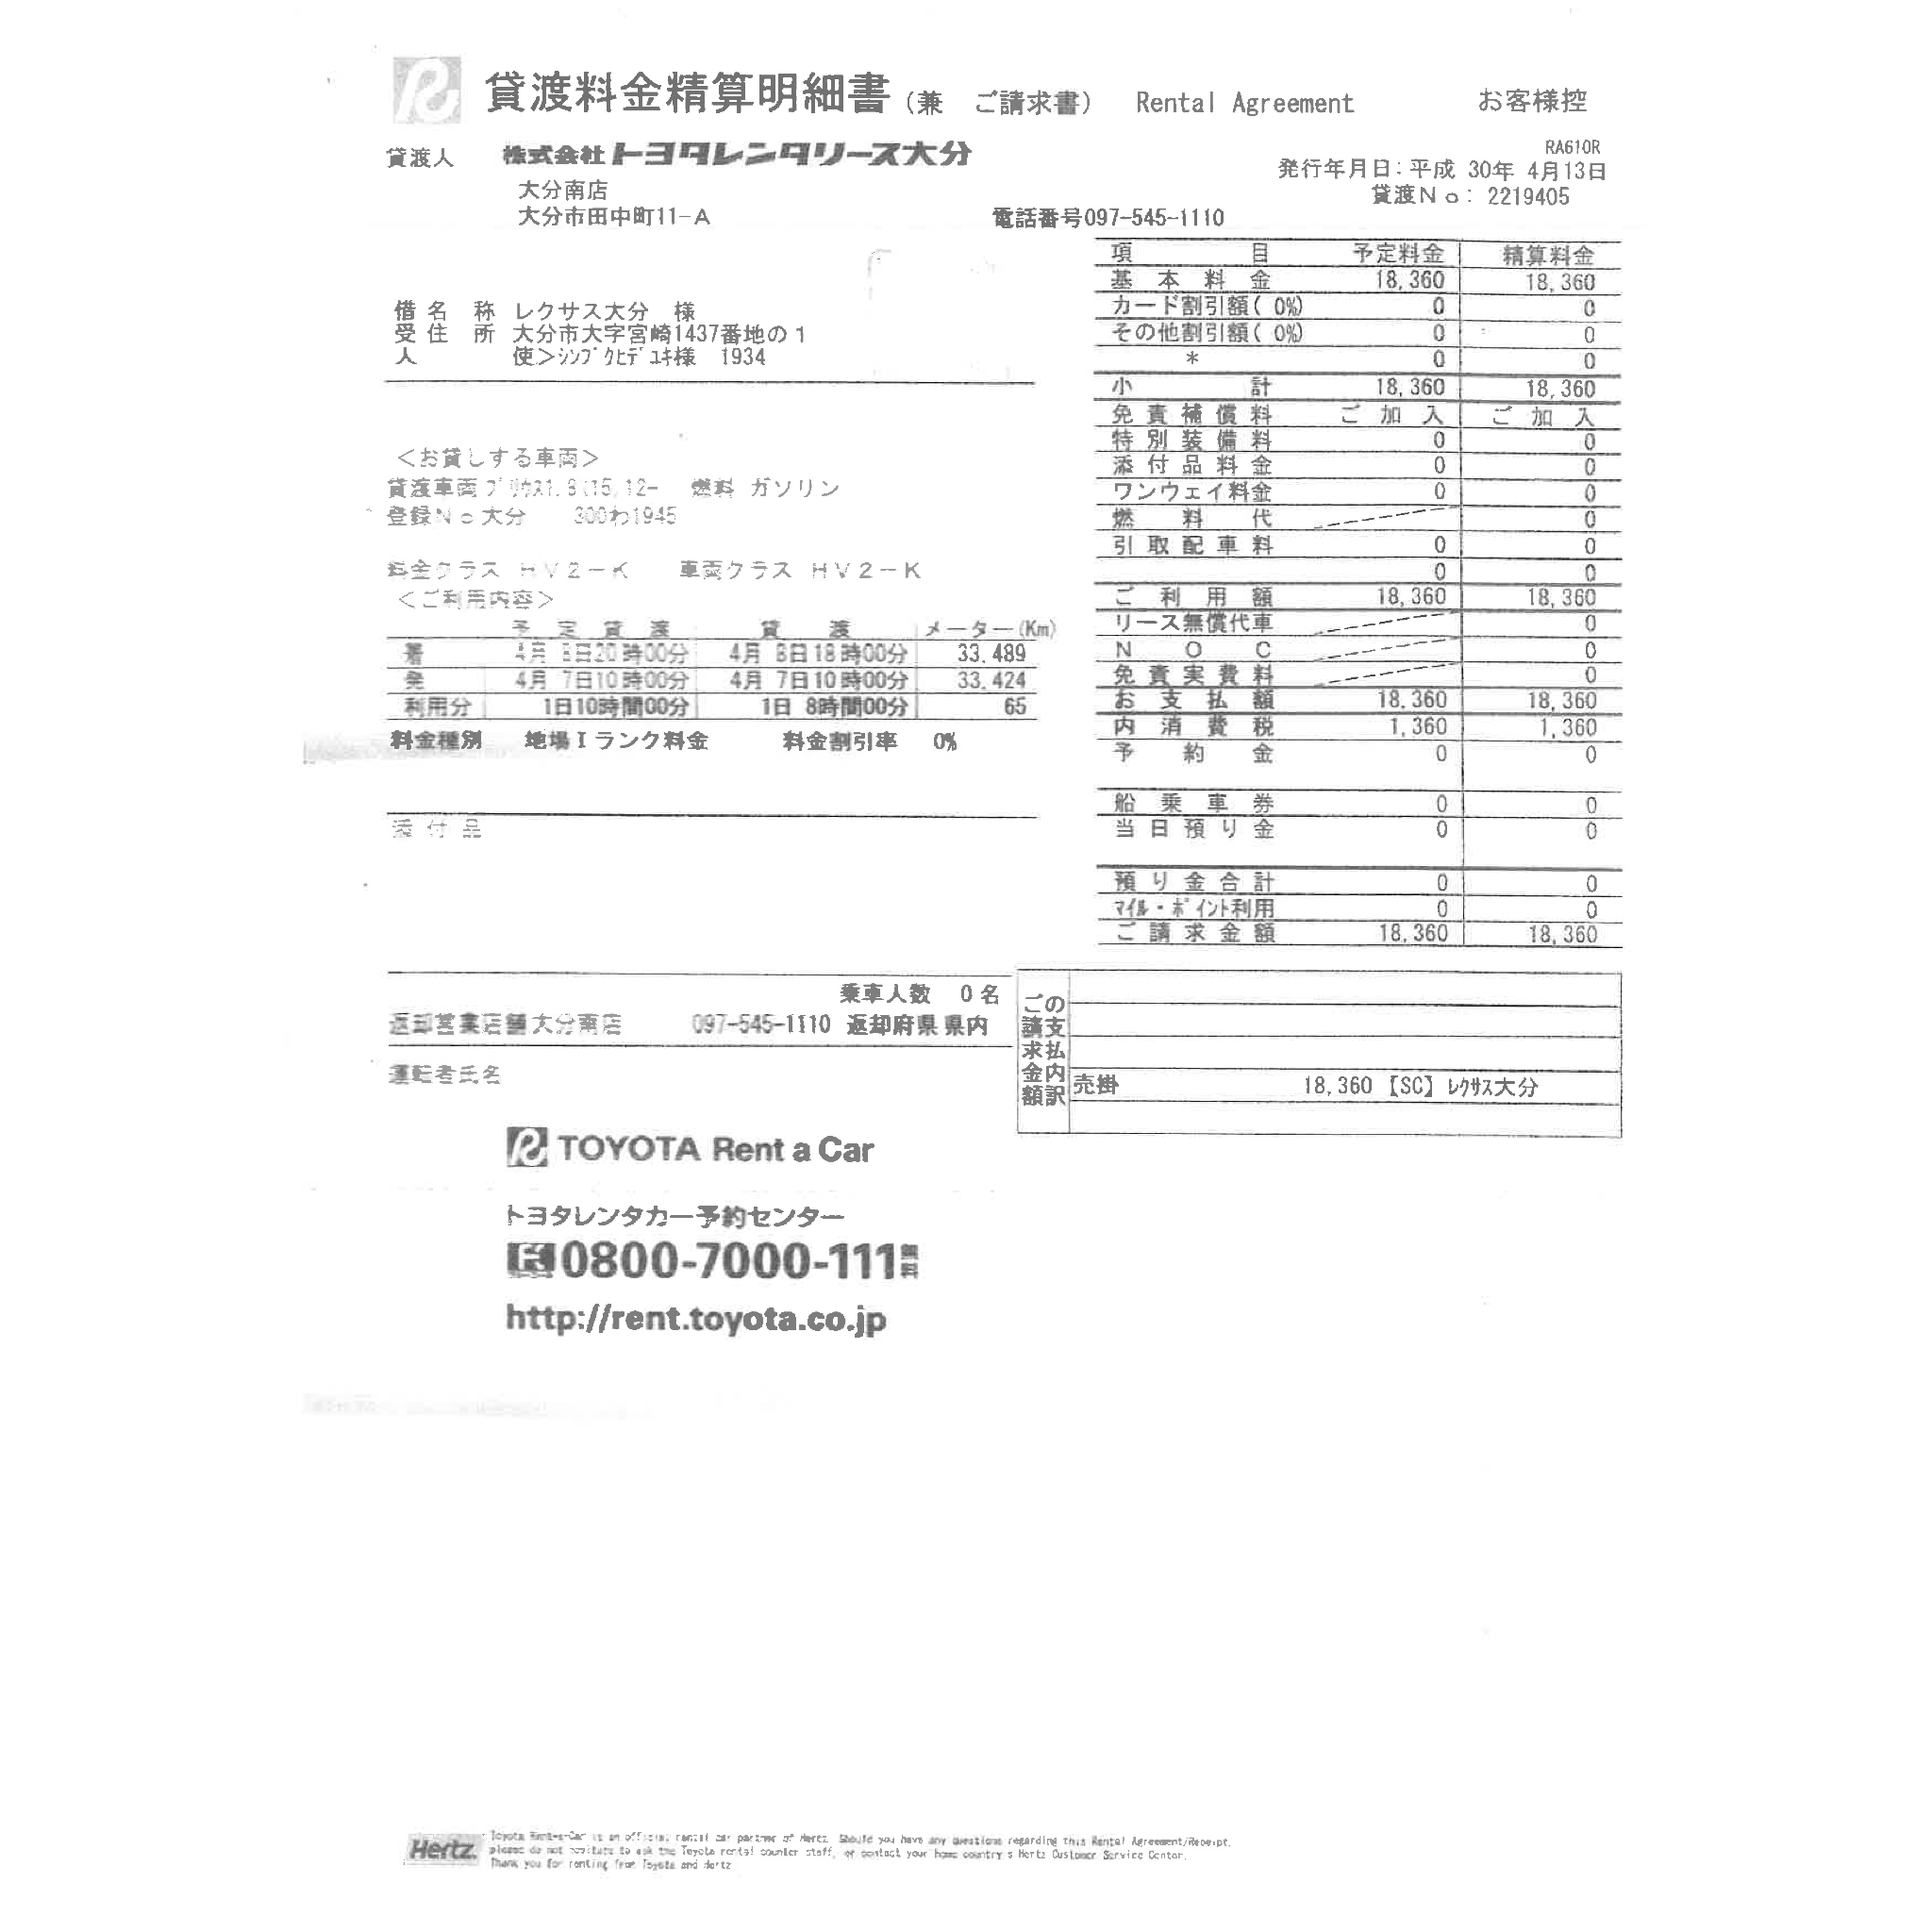 貸渡料金精算明細書(兼 ご請求書) Rental Agreement お客様控
RA610R
貸渡人 株式会社トヨタレンタリース大分
発行年月日:平成 30年 4月13日
大分南店
貸渡No: 2219405
大分市田中町11-A 電話番号097-545-1110
借名 称 レクサス大分 様
受住 所 大分市大字宮崎1437番地の1
人 使>ｼﾝﾌﾞｸﾋﾃﾞﾕｷ様 1934
<お貸しする車両>
貸渡車両 燃料 ガソリン
登録No 大分 300わ1945
料金クラス HV2-K 車両クラス HV2-K
<ご利用内容>
予定貸渡 貸渡 メーター(Km)
着 4月 8日20時00分 4月 8日18時00分 33,489
発 4月 7日10時00分 4月 7日10時00分 33,424
利用分 1日10時間00分 1日 8時間00分 65
料金種別 地場Iランク料金 料金割引率 0%
添付品
項目 予定料金 精算料金
基本料金 18,360 18,360
カード割引額( 0%) 0 0
その他割引額( 0%) 0 0
* 0 0
小計 18,360 18,360
免責補償料 ご加入 ご加入
特別装備料 0 0
添付品料金 0 0
ワンウェイ料金 0 0
燃料代 0
引取配車料 0 0
0 0
ご利用額 18,360 18,360
リース無償代車 0
NOC 0
免責実費料 0
お支払額 18,360 18,360
内消費税 1,360 1,360
予約金 0 0
船乗車券 0 0
当日預り金 0 0
預り金合計 0 0
ﾏｲﾙ・ﾎﾟｲﾝﾄ利用 0 0
ご請求金額 18,360 18,360
乗車人数 0名
返却営業店舗 大分南店 097-545-1110 返却府県 県内
運転者氏名
ご請求金額
の支払内訳
売掛 18,360 【SC】 ﾚｸｻｽ大分
TOYOTA Rent a Car
トヨタレンタカー予約センター
0800-7000-111 無料
http://rent.toyota.co.jp
Hertz.
Toyota Rent-a-Car is an official rental car partner of Hertz. Should you have any questions regarding this Rental Agreement/Receipt,
please do not hesitate to ask the Toyota rental counter staff, or contact your home country's Hertz Customer Service Center.
Thank you for renting from Toyota and Hertz